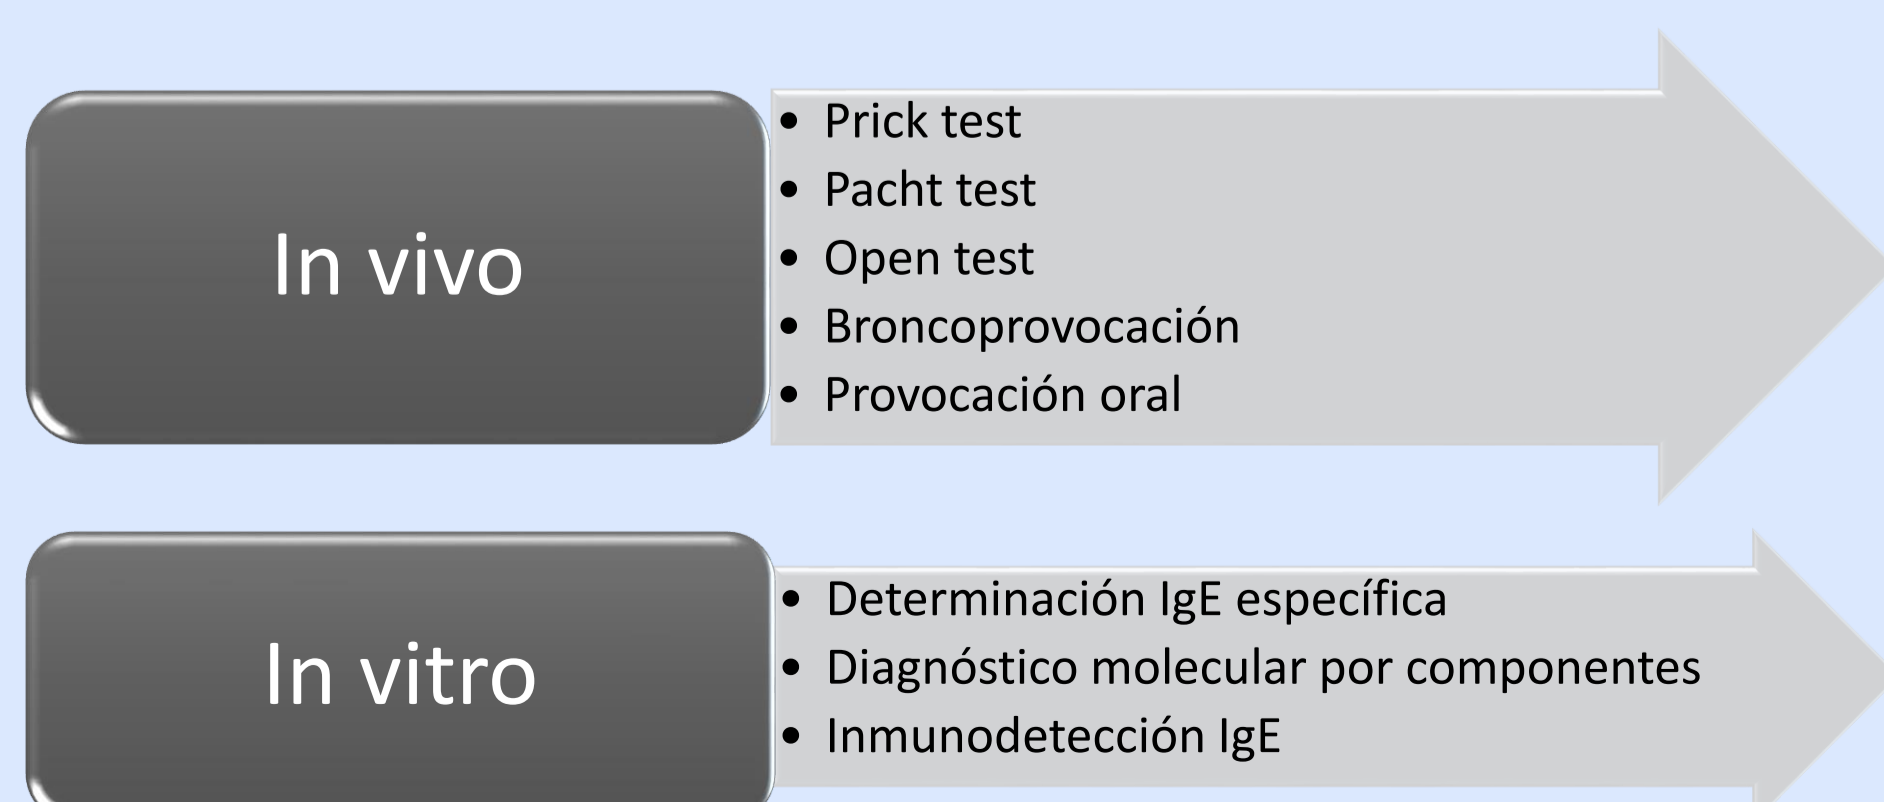 In vivo
• Prick test
• Pacht test
• Open test
• Broncoprovocación
• Provocación oral
In vitro
• Determinación IgE específica
• Diagnóstico molecular por componentes
• Inmunodetección IgE